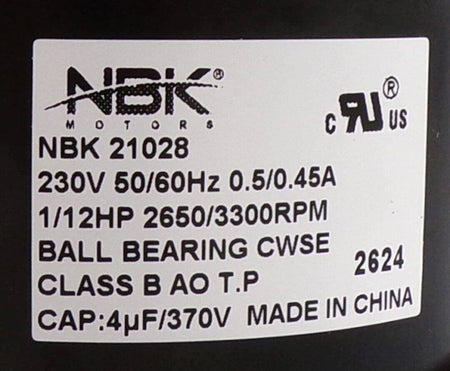 NBK®
MOTORS
c RU® US
NBK 21028
230V 50/60Hz 0.5/0.45A
1/12HP 2650/3300RPM
BALL BEARING CWSE
CLASS B AO T.P 2624
CAP:4µF/370V MADE IN CHINA